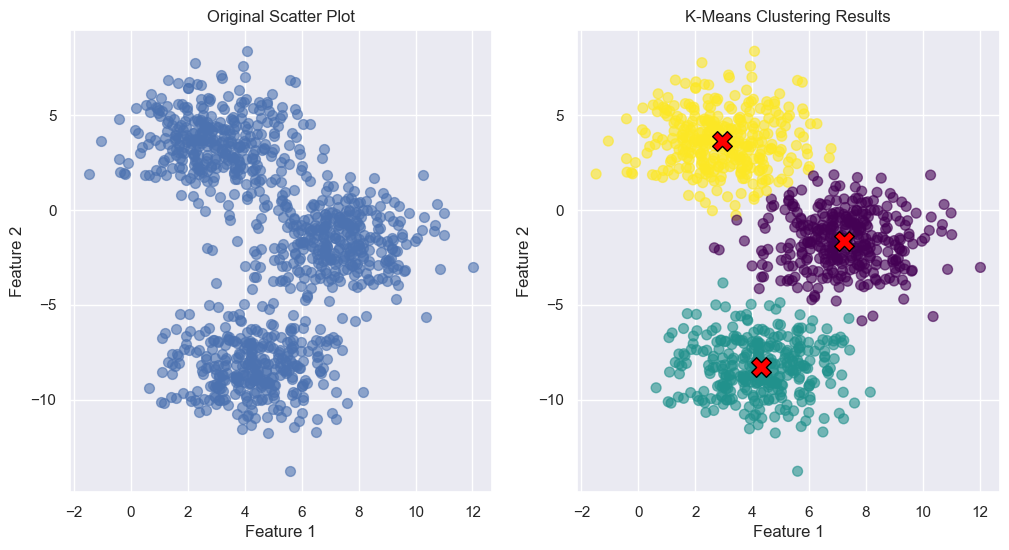 Original Scatter Plot
K-Means Clustering Results
5
0
−5
−10
Feature 2
−2 0 2 4 6 8 10 12
Feature 1
5
0
−5
−10
Feature 2
−2 0 2 4 6 8 10 12
Feature 1